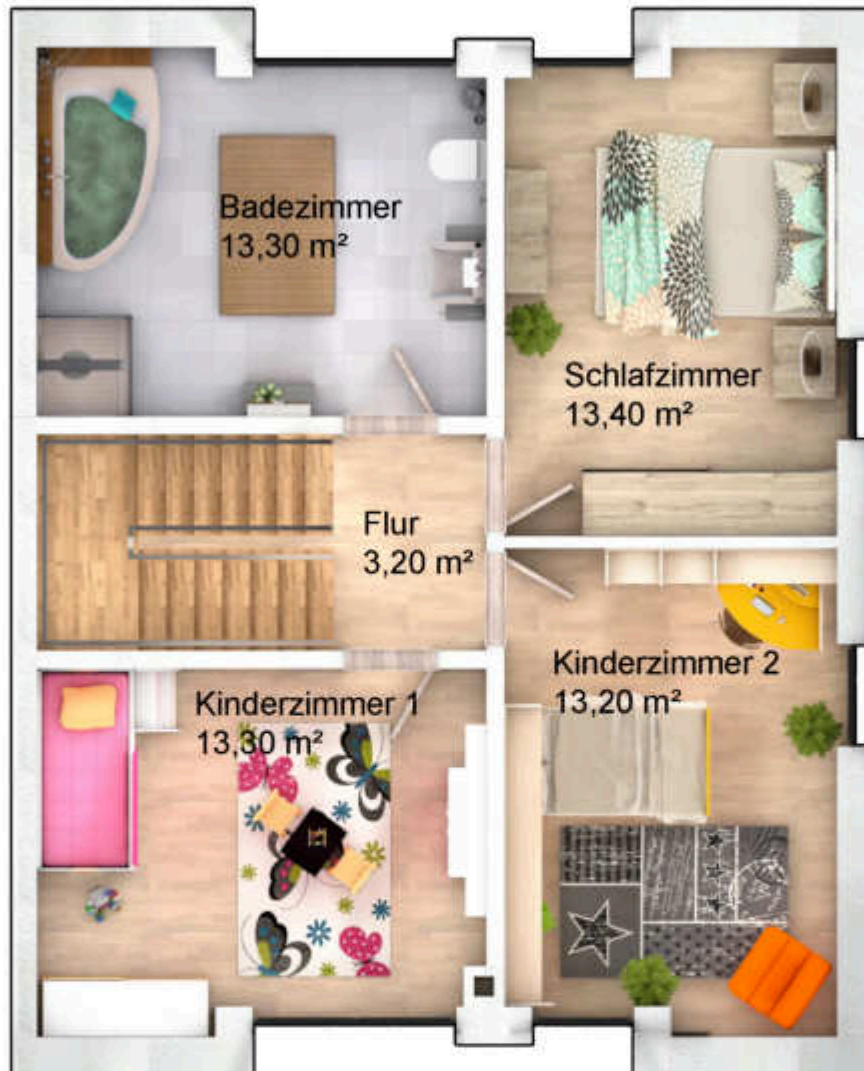 Badezimmer
13,30 m²
Schlafzimmer
13,40 m²
Flur
3,20 m²
Kinderzimmer 1
13,30 m²
Kinderzimmer 2
13,20 m²